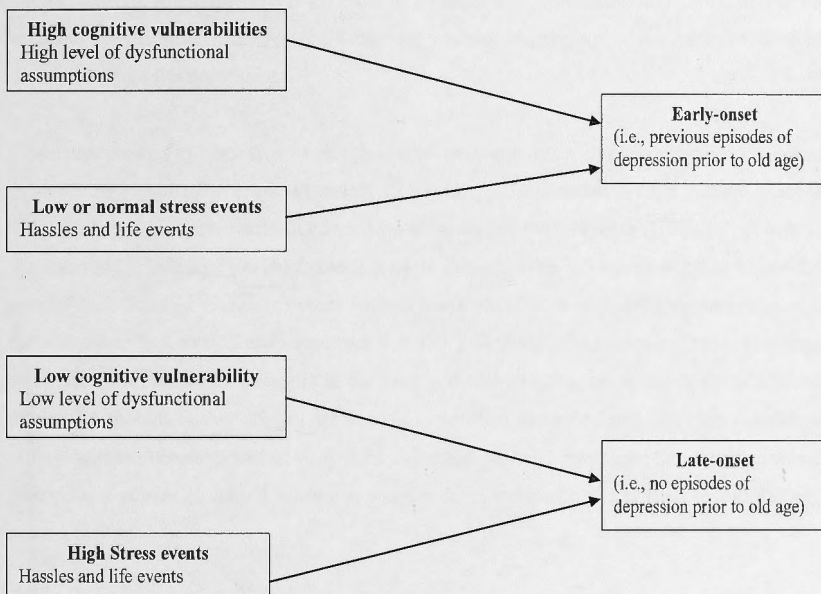 High cognitive vulnerabilities
High level of dysfunctional
assumptions
Early-onset
(i.e., previous episodes of
depression prior to old age)
Low or normal stress events
Hassles and life events
Low cognitive vulnerability
Low level of dysfunctional
assumptions
Late-onset
(i.e., no episodes of
depression prior to old age)
High Stress events
Hassles and life events